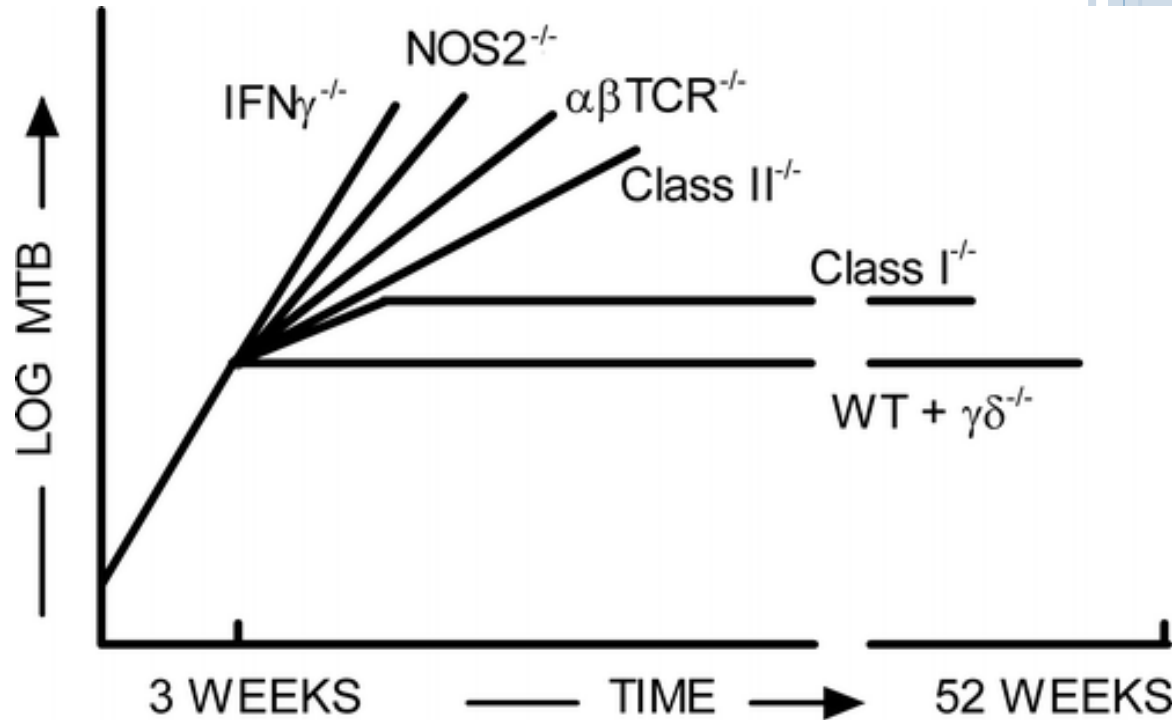 NOS2-/-
IFNγ-/-
αβTCR-/-
Class II-/-
Class I-/-
WT + γδ-/-
LOG MTB
3 WEEKS
TIME
52 WEEKS